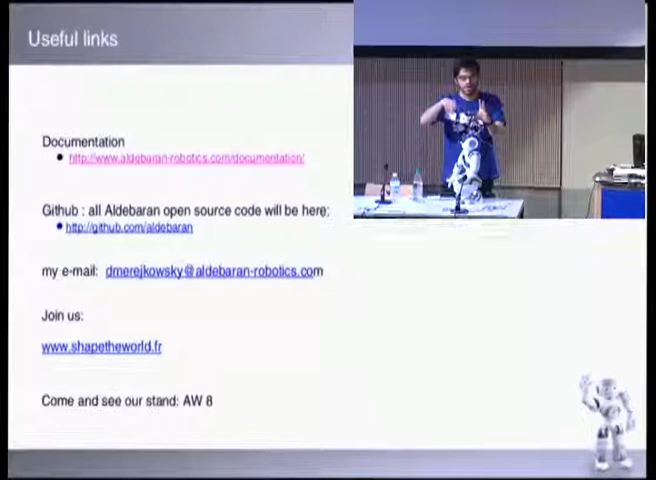 Useful links
Documentation
http://www.aldebaran-robotics.com/documentation/
Github : all Aldebaran open source code will be here:
http://github.com/aldebaran
my e-mail: dmerejkowsky@aldebaran-robotics.com
Join us:
www.shapetheworld.fr
Come and see our stand: AW 8